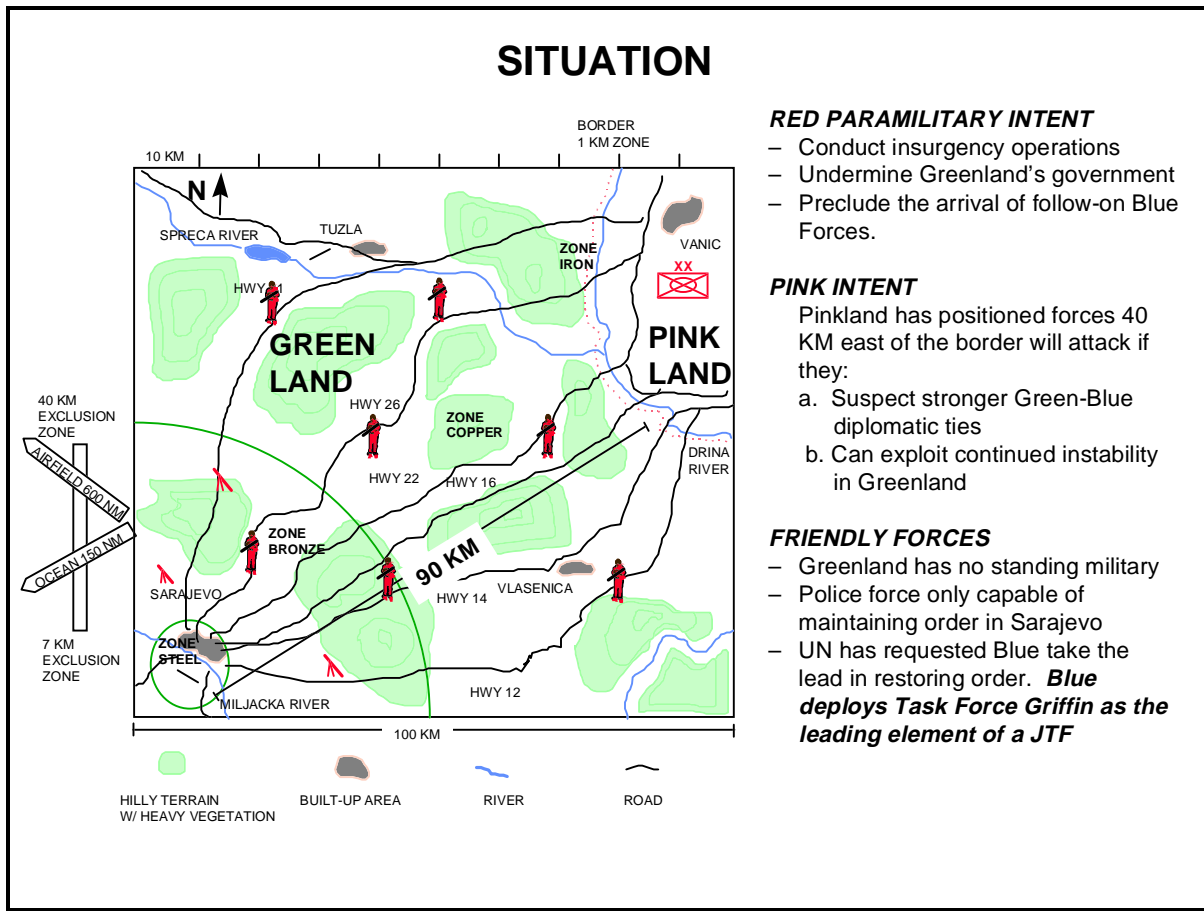 SITUATION
BORDER
1 KM ZONE
10 KM
N
SPRECA RIVER
TUZLA
ZONE
IRON
VANIC
XX
HWY 1
GREEN
LAND
PINK
LAND
40 KM
EXCLUSION
ZONE
HWY 26
ZONE
COPPER
DRINA
RIVER
AIRFIELD 600 NM
HWY 22
HWY 16
OCEAN 150 NM
ZONE
BRONZE
90 KM
SARAJEVO
HWY 14
VLASENICA
7 KM
EXCLUSION
ZONE
ZONE
STEEL
HWY 12
MILJACKA RIVER
100 KM
HILLY TERRAIN
W/ HEAVY VEGETATION
BUILT-UP AREA
RIVER
ROAD
RED PARAMILITARY INTENT
– Conduct insurgency operations
– Undermine Greenland's government
– Preclude the arrival of follow-on Blue
Forces.
PINK INTENT
Pinkland has positioned forces 40
KM east of the border will attack if
they:
a. Suspect stronger Green-Blue
diplomatic ties
b. Can exploit continued instability
in Greenland
FRIENDLY FORCES
– Greenland has no standing military
– Police force only capable of
maintaining order in Sarajevo
– UN has requested Blue take the
lead in restoring order. Blue
deploys Task Force Griffin as the
leading element of a JTF